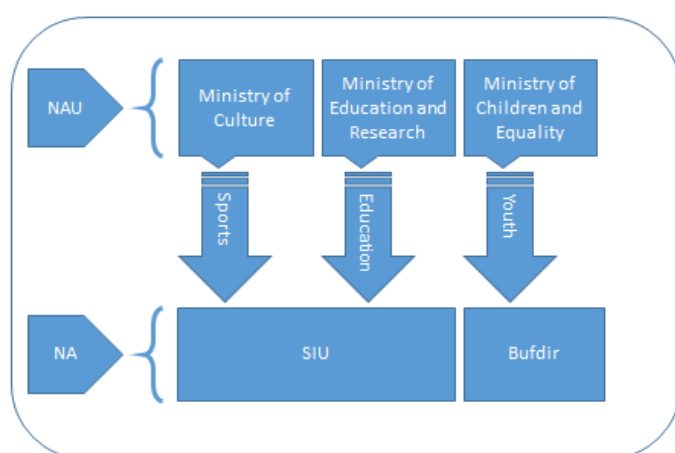 NAU
Ministry of
Culture
Ministry of
Education and
Research
Ministry of
Children and
Equality
Sports
Education
Youth
NA
SIU
Bufdir